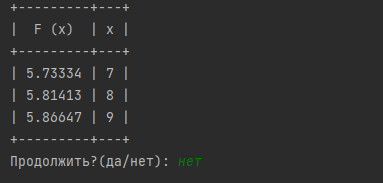 +---------+---+
|  F (x)  | x |
+---------+---+
| 5.73334 | 7 |
| 5.81413 | 8 |
| 5.86647 | 9 |
+---------+---+
Продолжить?(да/нет): нет